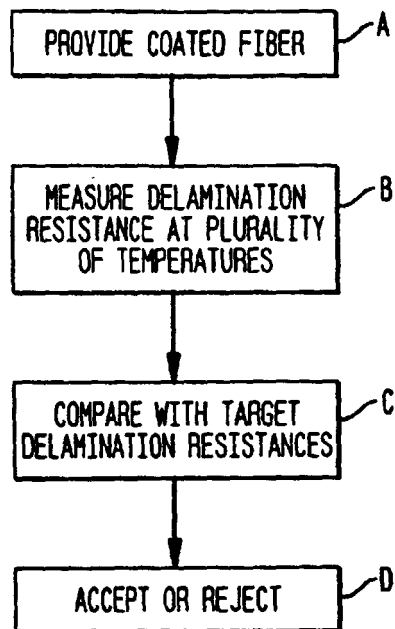 PROVIDE COATED FIBER
A
MEASURE DELAMINATION
RESISTANCE AT PLURALITY
OF TEMPERATURES
B
COMPARE WITH TARGET
DELAMINATION RESISTANCES
C
ACCEPT OR REJECT
D